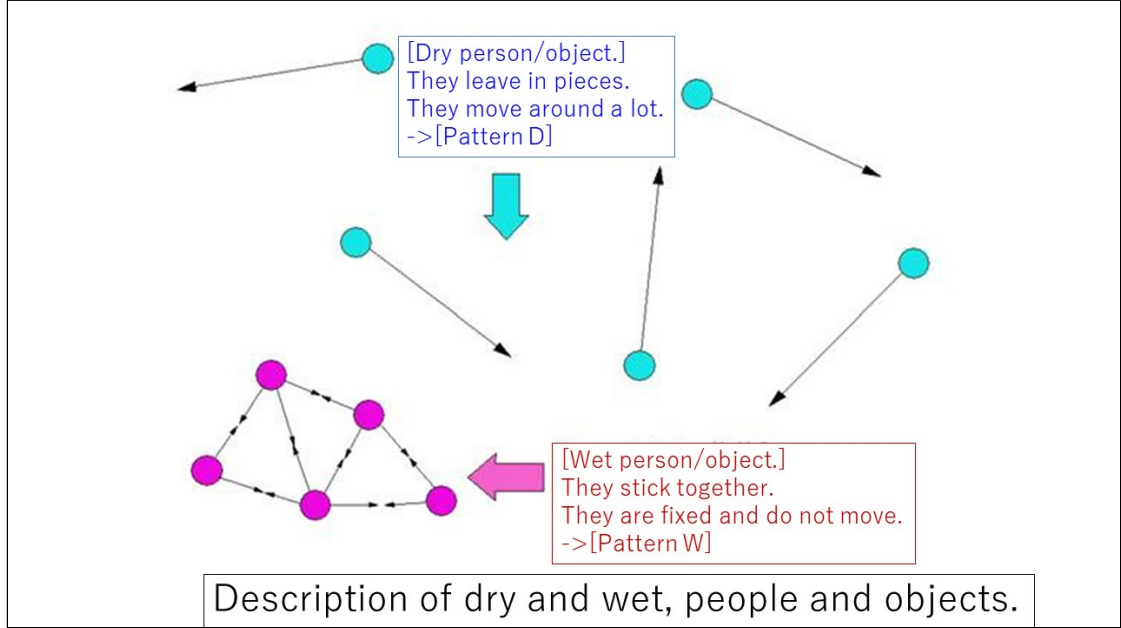 [Dry person/object.]
They leave in pieces.
They move around a lot.
->[Pattern D]
[Wet person/object.]
They stick together.
They are fixed and do not move.
->[Pattern W]
Description of dry and wet, people and objects.